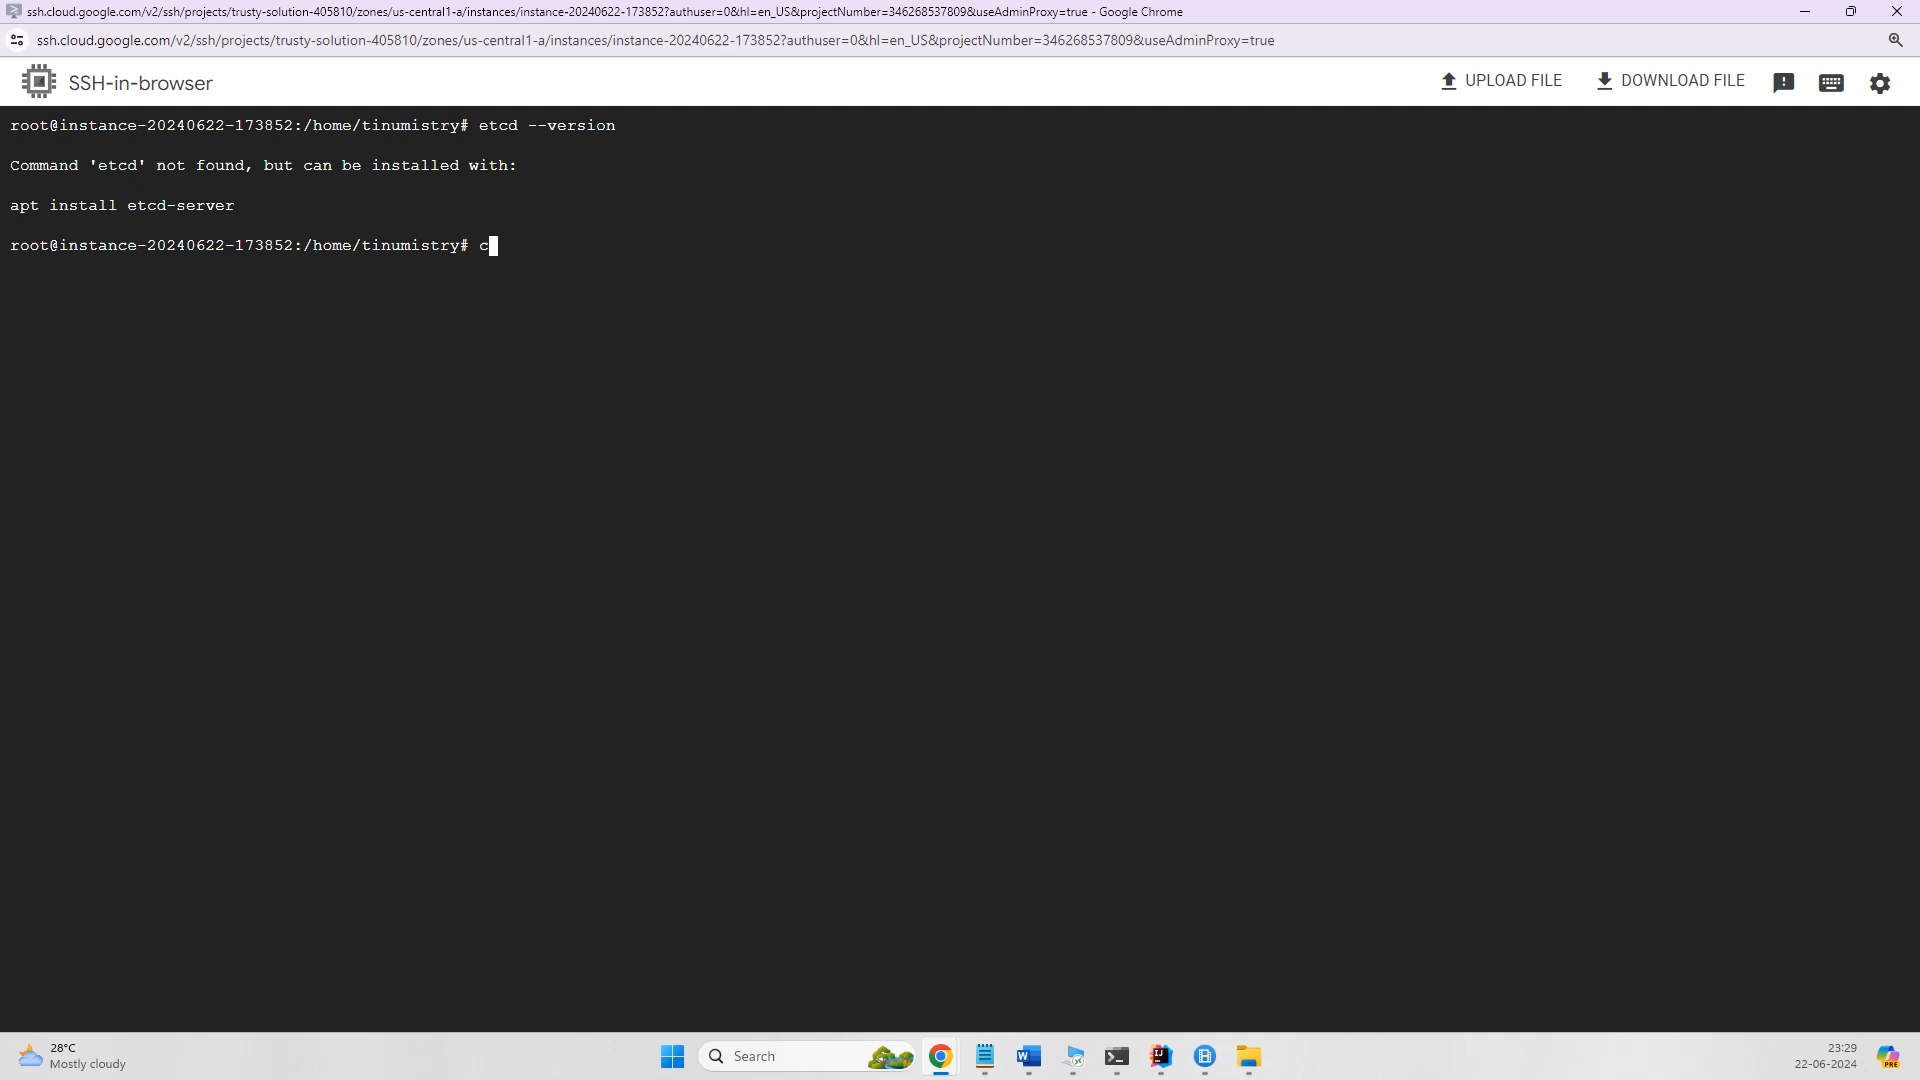 ssh.cloud.google.com/v2/ssh/projects/trusty-solution-405810/zones/us-central1-a/instances/instance-20240622-173852?authuser=0&hl=en_US&projectNumber=346268537809&useAdminProxy=true - Google Chrome
ssh.cloud.google.com/v2/ssh/projects/trusty-solution-405810/zones/us-central1-a/instances/instance-20240622-173852?authuser=0&hl=en_US&projectNumber=346268537809&useAdminProxy=true
SSH-in-browser
UPLOAD FILE
DOWNLOAD FILE
root@instance-20240622-173852:/home/tinumistry# etcd --version
Command 'etcd' not found, but can be installed with:
apt install etcd-server
root@instance-20240622-173852:/home/tinumistry# c
28°C
Mostly cloudy
Search
23:29
22-06-2024
PRE